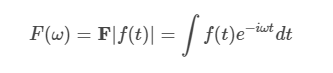 F(ω) = F|f(t)| = ∫ f(t)e^{-iωt} dt